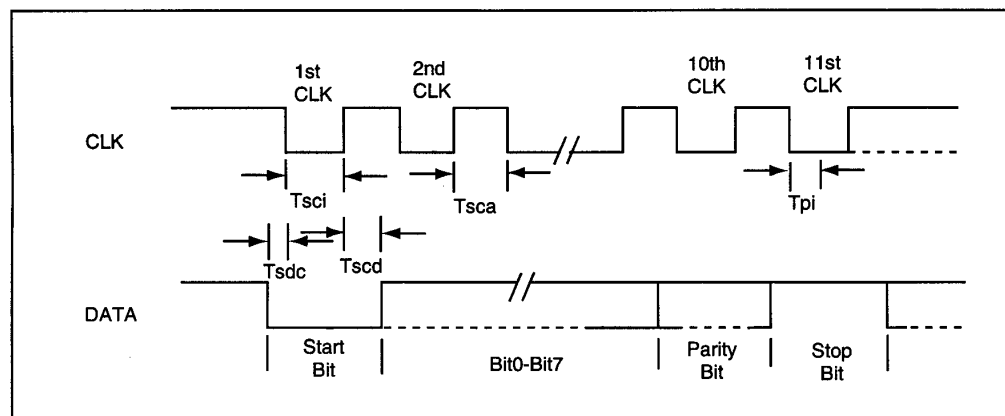 1st
CLK
2nd
CLK
10th
CLK
11st
CLK
CLK
Tsci
Tsca
Tpi
Tsdc
Tscd
DATA
Start
Bit
Bit0-Bit7
Parity
Bit
Stop
Bit